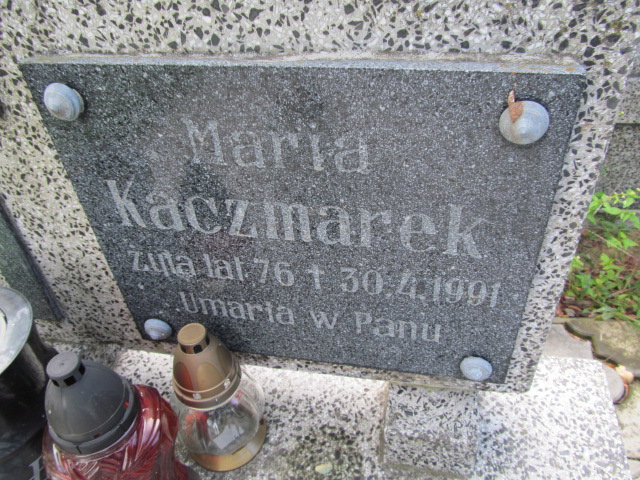 Maria
Kaczmarek
żyła lat 76 † 30.4.1991
Umarła w Panu